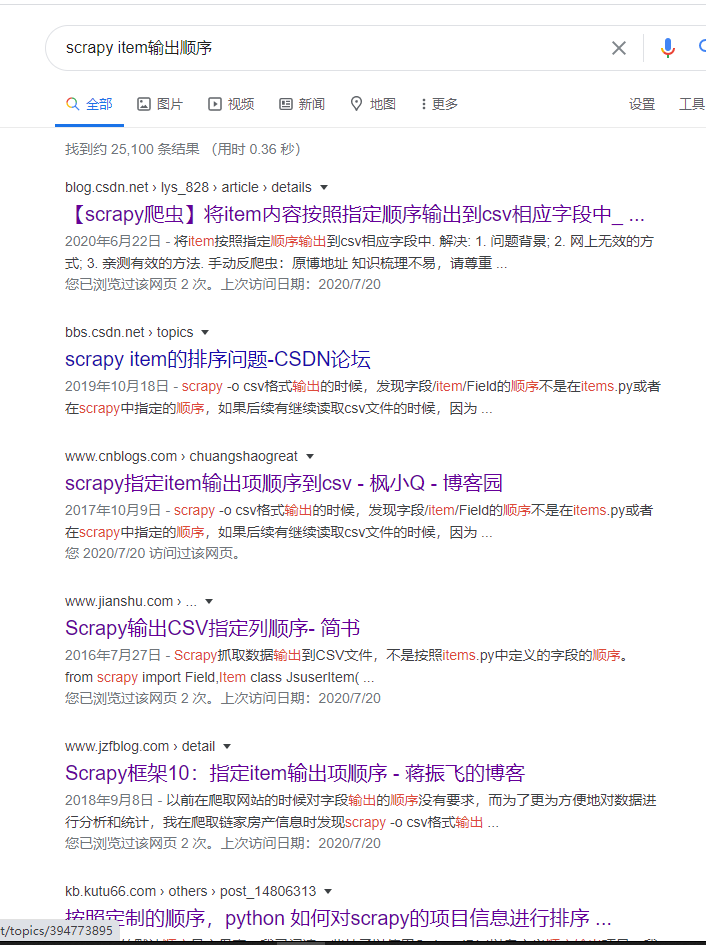 scrapy item输出顺序
全部 图片 视频 新闻 地图 更多 设置 工具
找到约 25,100 条结果 （用时 0.36 秒）
blog.csdn.net › lys_828 › article › details
【scrapy爬虫】将item内容按照指定顺序输出到csv相应字段中_ ...
2020年6月22日 - 将item按照指定顺序输出到csv相应字段中. 解决: 1. 问题背景; 2. 网上无效的方
式; 3. 亲测有效的方法. 手动反爬虫：原博地址 知识梳理不易，请尊重 ...
您已浏览过该网页 2 次。上次访问日期：2020/7/20
bbs.csdn.net › topics
scrapy item的排序问题-CSDN论坛
2019年10月18日 - scrapy -o csv格式输出的时候，发现字段/item/Field的顺序不是在items.py或者
在scrapy中指定的顺序，如果后续有继续读取csv文件的时候，因为 ...
www.cnblogs.com › chuangshaogreat
scrapy指定item输出项顺序到csv - 枫小Q - 博客园
2017年10月9日 - scrapy -o csv格式输出的时候，发现字段/item/Field的顺序不是在items.py或者
在scrapy中指定的顺序，如果后续有继续读取csv文件的时候，因为 ...
您 2020/7/20 访问过该网页。
www.jianshu.com › ...
Scrapy输出CSV指定列顺序- 简书
2016年7月27日 - Scrapy抓取数据输出到CSV文件，不是按照items.py中定义的字段的顺序。
from scrapy import Field,Item class JsuserItem( ...
您已浏览过该网页 2 次。上次访问日期：2020/7/20
www.jzfblog.com › detail
Scrapy框架10：指定item输出项顺序 - 蒋振飞的博客
2018年9月8日 - 以前在爬取网站的时候对字段输出的顺序没有要求，而为了更为方便地对数据进
行分析和统计，我在爬取链家房产信息时发现scrapy -o csv格式输出 ...
您已浏览过该网页 2 次。上次访问日期：2020/7/20
kb.kutu66.com › others › post_14806313
按照定制的顺序，python 如何对scrapy的项目信息进行排序 ...
t/topics/394773895